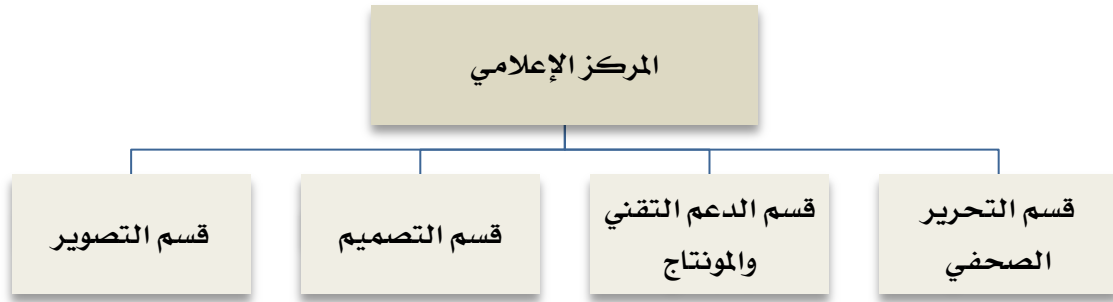 المركز الإعلامي
قسم التحرير
الصحفي
قسم الدعم التقني
والمونتاج
قسم التصميم
قسم التصوير